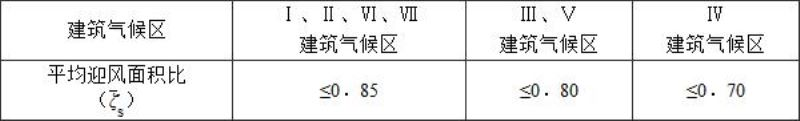 建筑气候区
Ⅰ、Ⅱ、Ⅵ、Ⅶ
建筑气候区
Ⅲ、Ⅴ
建筑气候区
Ⅳ
建筑气候区
平均迎风面积比
（ζ̄s）
≤0．85
≤0．80
≤0．70